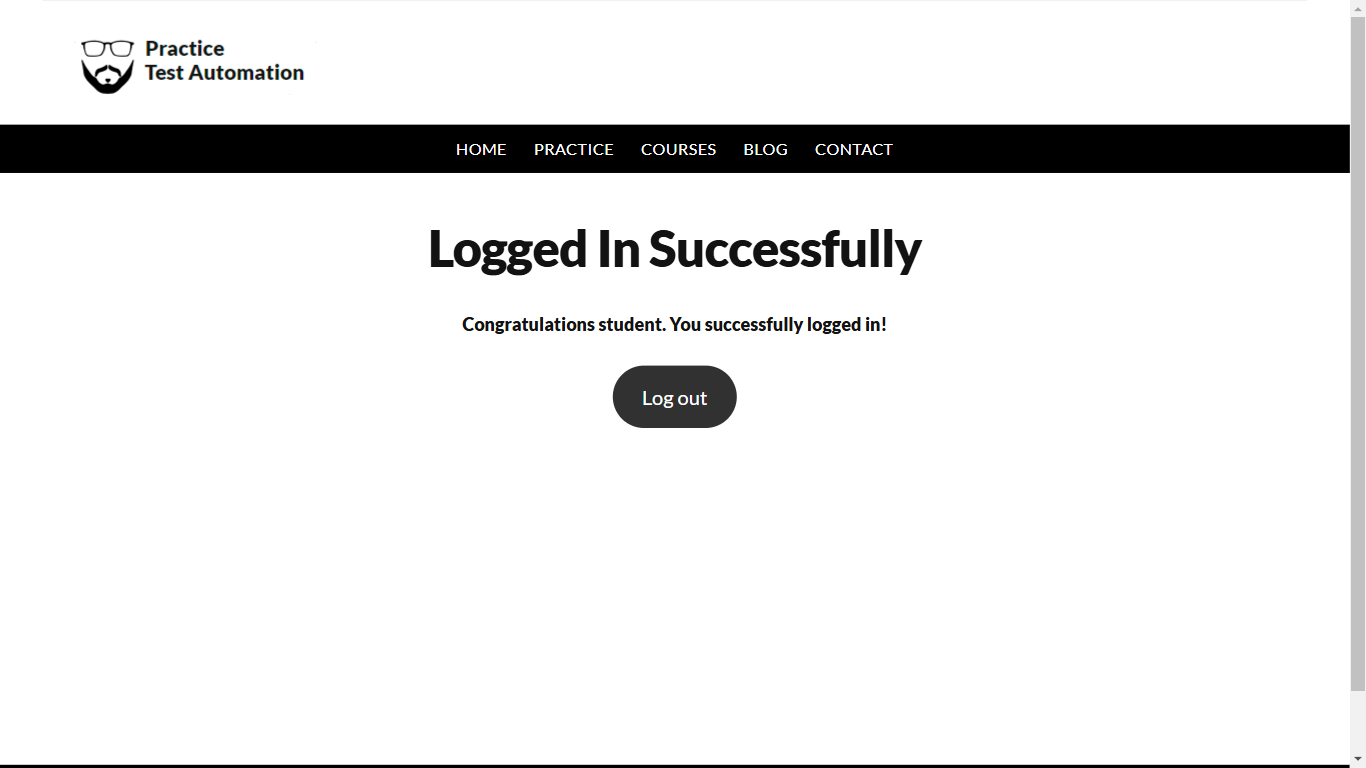 Practice
Test Automation
HOME PRACTICE COURSES BLOG CONTACT
Logged In Successfully
Congratulations student. You successfully logged in!
Log out